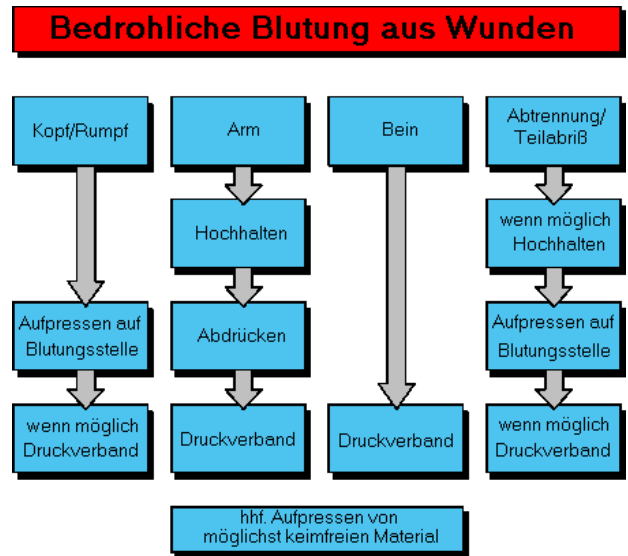 Bedrohliche Blutung aus Wunden
Kopf/Rumpf
Arm
Bein
Abtrennung/
Teilabriß
Hochhalten
wenn möglich
Hochhalten
Aufpressen auf
Blutungsstelle
Abdrücken
Aufpressen auf
Blutungsstelle
wenn möglich
Druckverband
Druckverband
Druckverband
wenn möglich
Druckverband
hhf. Aufpressen von
möglichst keimfreien Material